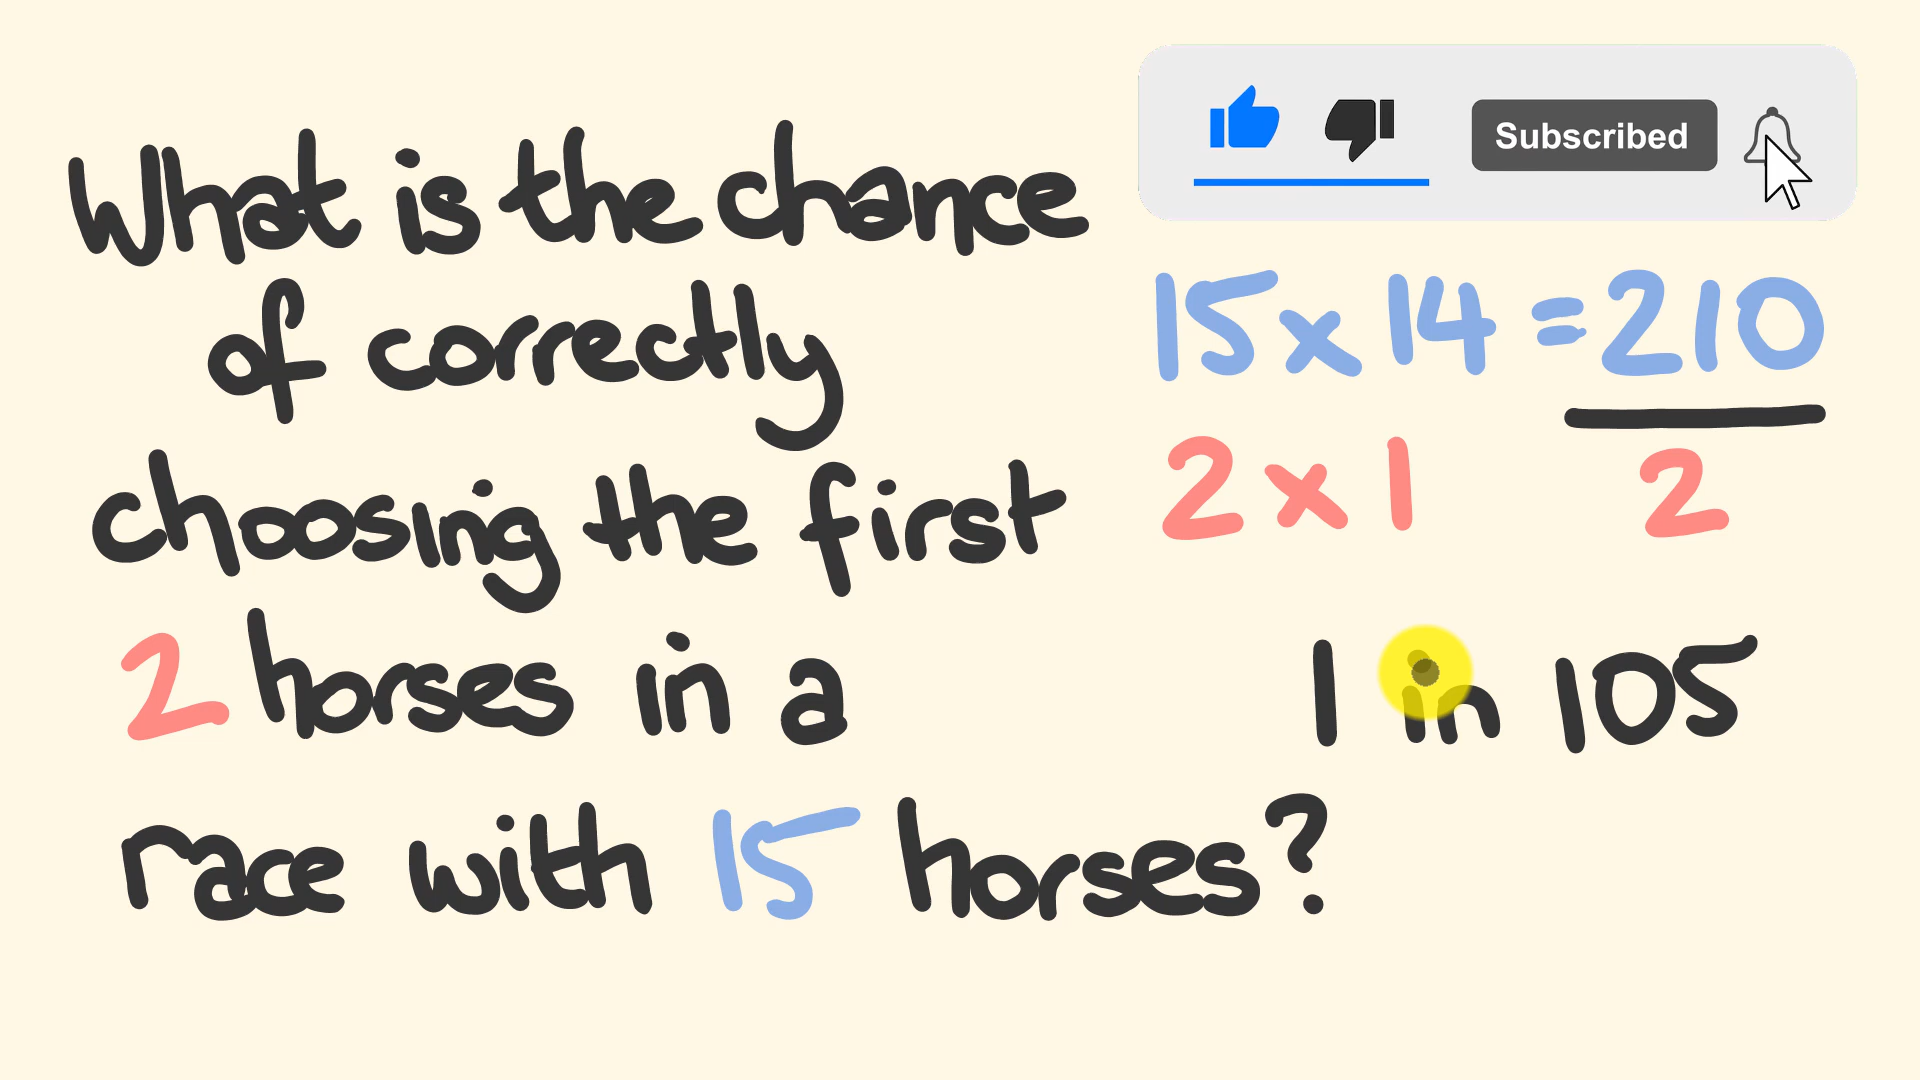 Subscribed
What is the chance
of correctly
choosing the first
2 horses in a
race with 15 horses?
15 x 14 = 210
2 x 1 2
1 in 105